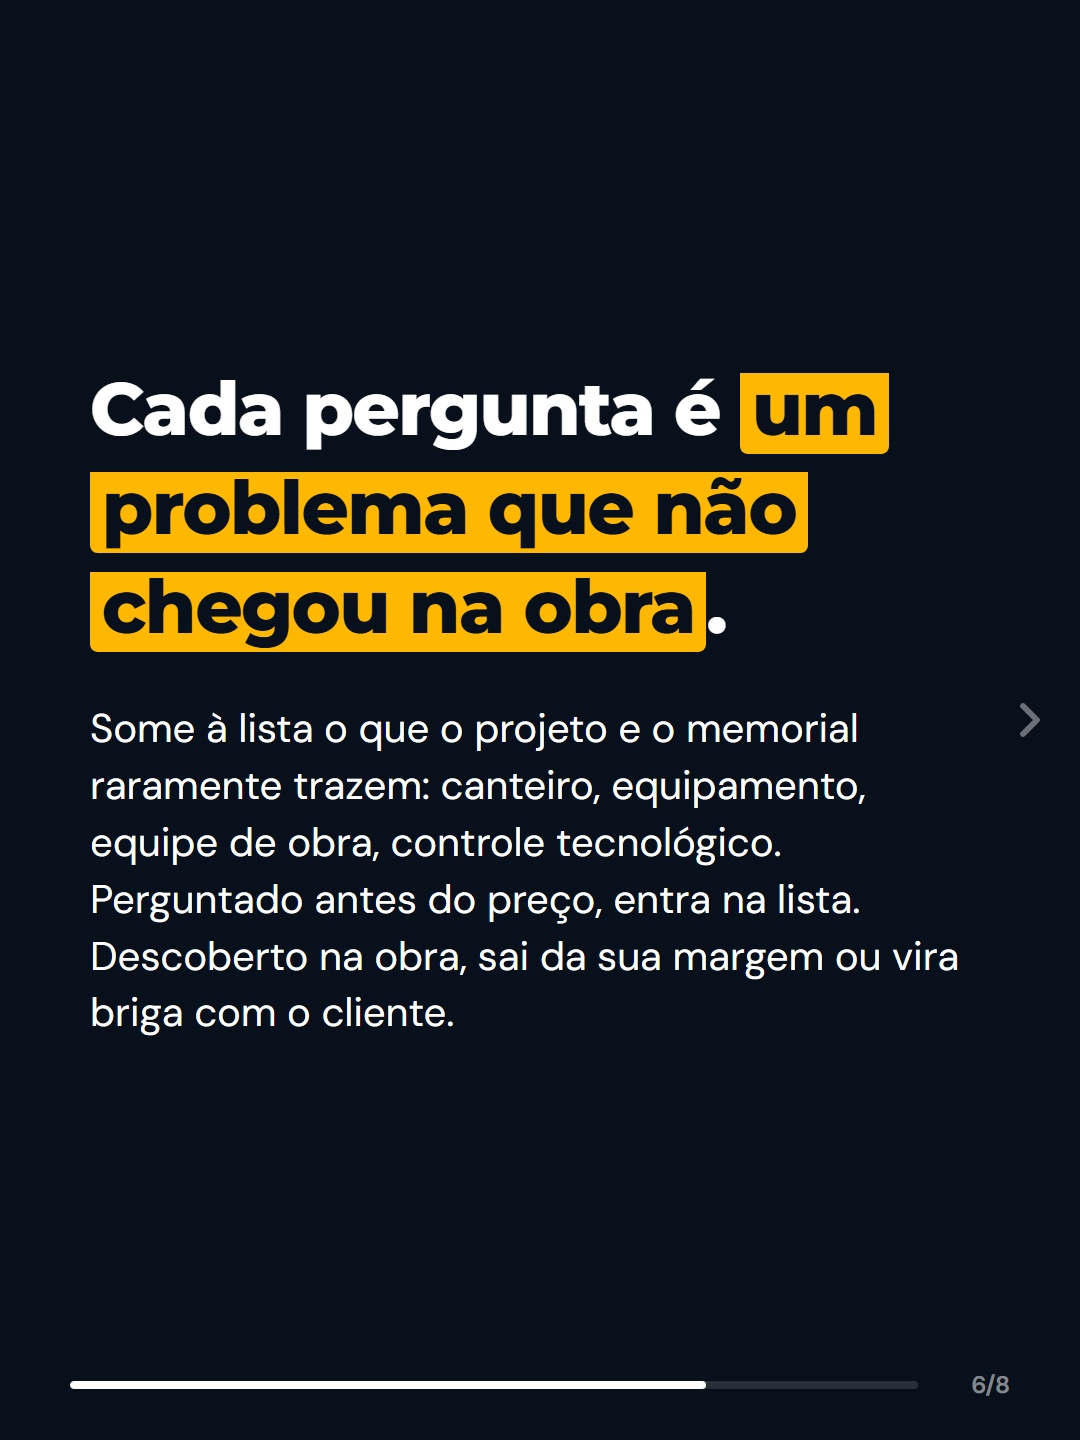 Cada pergunta é um
problema que não
chegou na obra.
Some à lista o que o projeto e o memorial
raramente trazem: canteiro, equipamento,
equipe de obra, controle tecnológico.
Perguntado antes do preço, entra na lista.
Descoberto na obra, sai da sua margem ou vira
briga com o cliente.
6/8